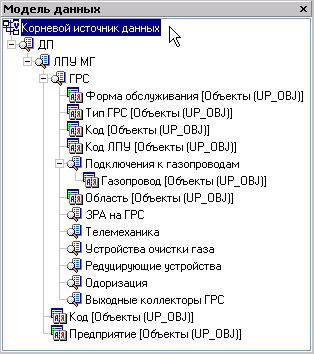 Модель данных
Корневой источник данных
ДП
ЛПУ МГ
ГРС
Форма обслуживания [Объекты (UP_OBJ)]
Тип ГРС [Объекты (UP_OBJ)]
Код [Объекты (UP_OBJ)]
Код ЛПУ [Объекты (UP_OBJ)]
Подключения к газопроводам
Газопровод [Объекты (UP_OBJ)]
Область [Объекты (UP_OBJ)]
ЗРА на ГРС
Телемеханика
Устройства очистки газа
Редуцирующие устройства
Одоризация
Выходные коллекторы ГРС
Код [Объекты (UP_OBJ)]
Предприятие [Объекты (UP_OBJ)]